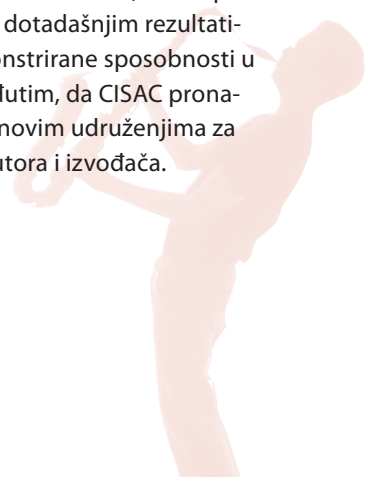 dotadašnjim rezultati-
onstrirane sposobnosti u
đutim, da CISAC prona-
novim udruženjima za
utora i izvođača.